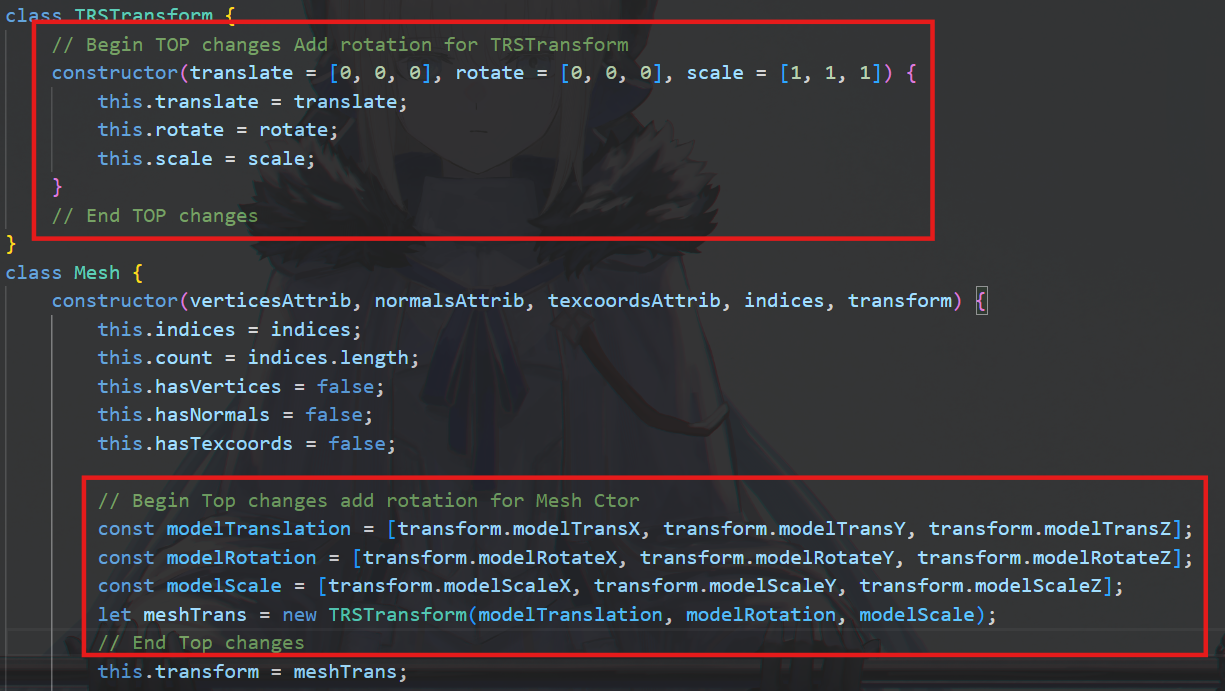 class TRSTransform {
// Begin TOP changes Add rotation for TRSTransform
constructor(translate = [0, 0, 0], rotate = [0, 0, 0], scale = [1, 1, 1]) {
this.translate = translate;
this.rotate = rotate;
this.scale = scale;
}
// End TOP changes
}
class Mesh {
constructor(verticesAttrib, normalsAttrib, texcoordsAttrib, indices, transform) {
this.indices = indices;
this.count = indices.length;
this.hasVertices = false;
this.hasNormals = false;
this.hasTexcoords = false;
// Begin Top changes add rotation for Mesh Ctor
const modelTranslation = [transform.modelTransX, transform.modelTransY, transform.modelTransZ];
const modelRotation = [transform.modelRotateX, transform.modelRotateY, transform.modelRotateZ];
const modelScale = [transform.modelScaleX, transform.modelScaleY, transform.modelScaleZ];
let meshTrans = new TRSTransform(modelTranslation, modelRotation, modelScale);
// End Top changes
this.transform = meshTrans;